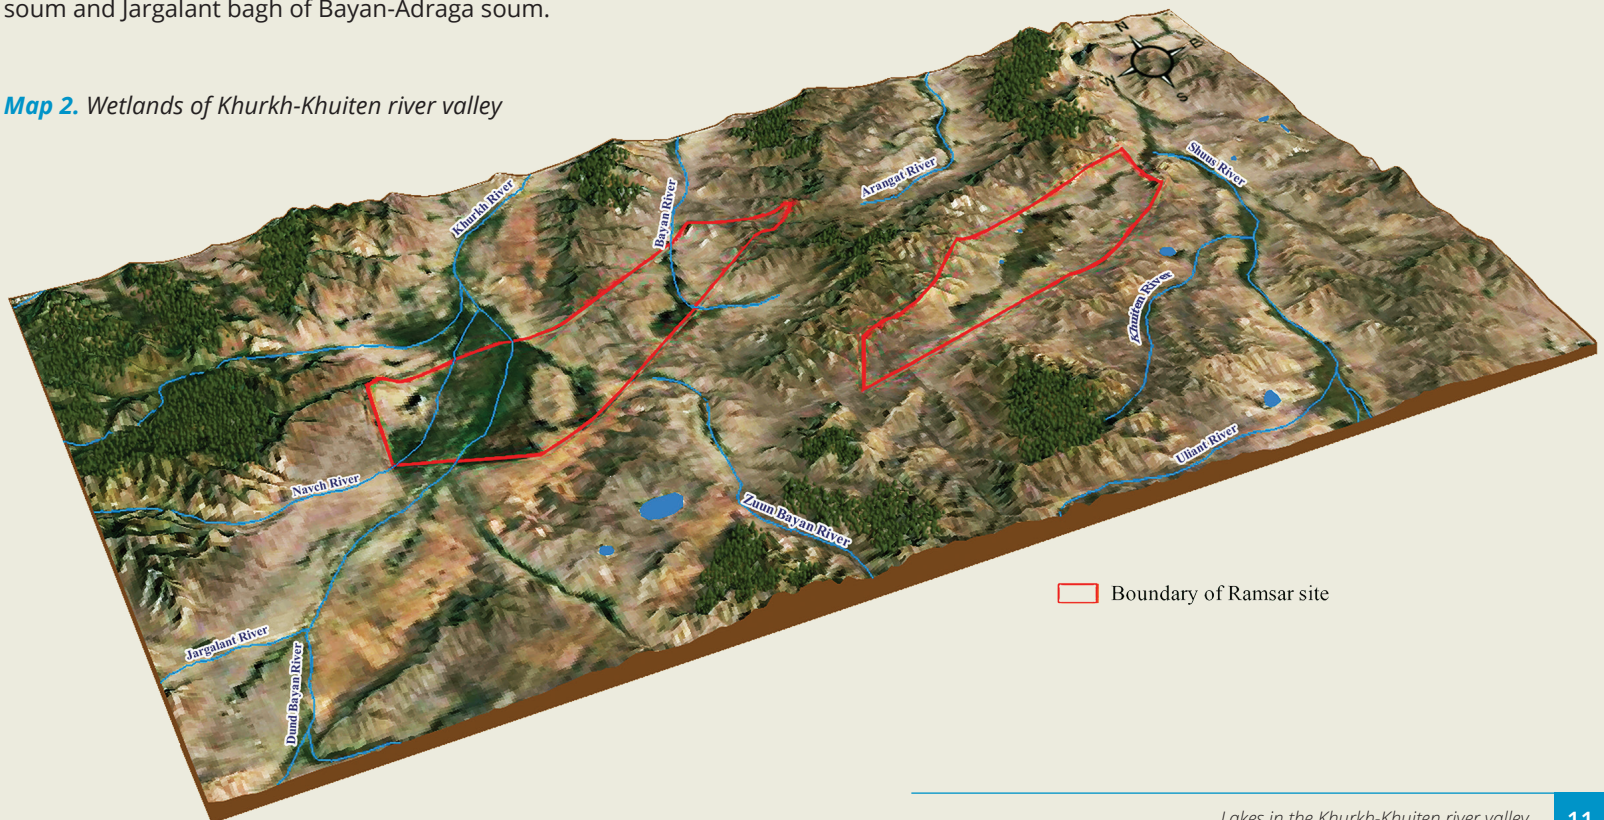 soum and Jargalant bagh of Bayan-Adraga soum.
Map 2. Wetlands of Khurkh-Khuiten river valley
N
E
W
S
Khurkh River
Bayan River
Arangat River
Shuus River
Khuiten River
Navch River
Uliant River
Zuun Bayan River
Jargalant River
Dund Bayan River
Boundary of Ramsar site
Lakes in the Khurkh-Khuiten river valley
11